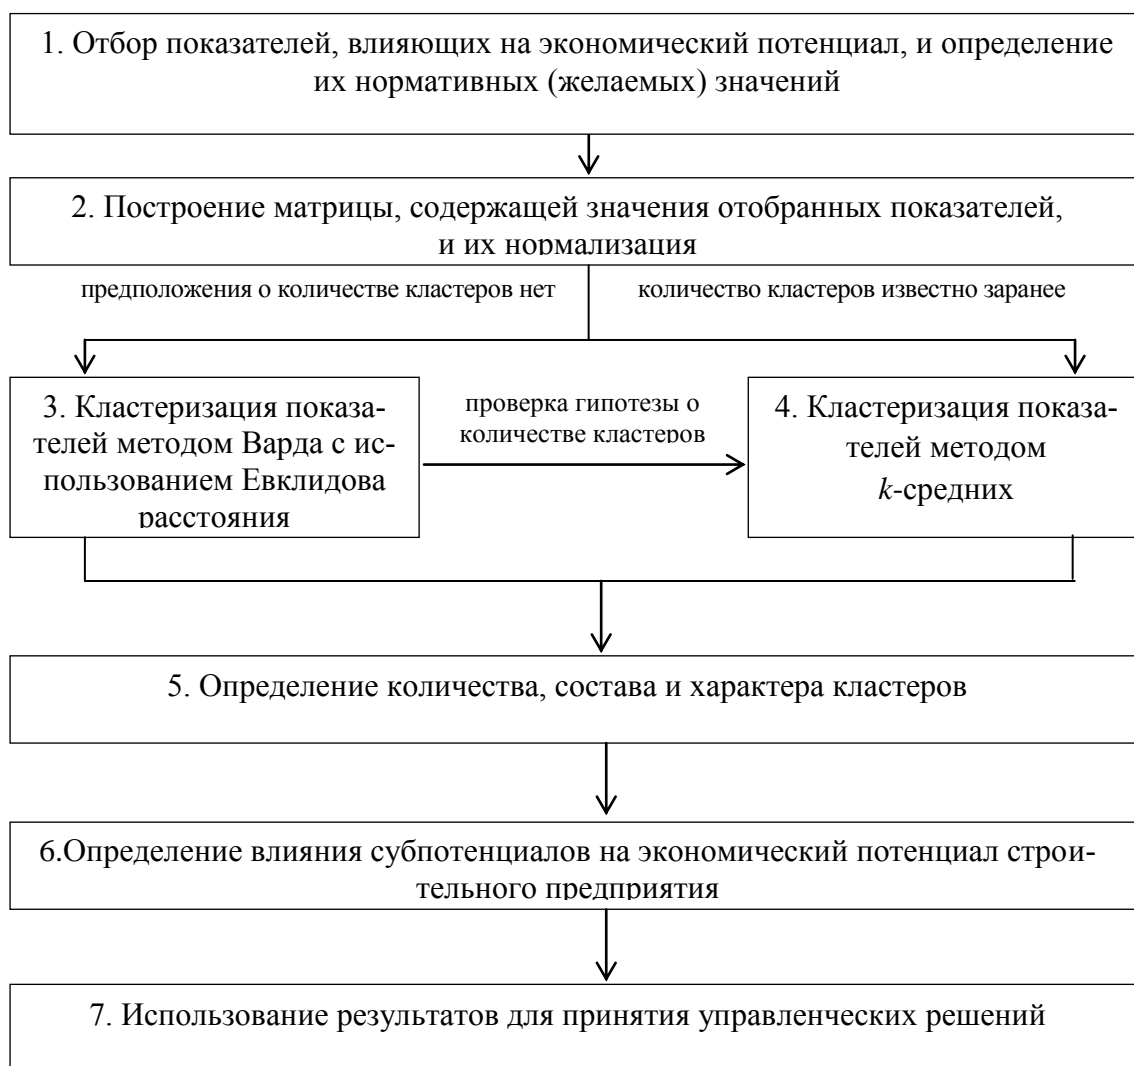 1. Отбор показателей, влияющих на экономический потенциал, и определение
их нормативных (желаемых) значений
2. Построение матрицы, содержащей значения отобранных показателей,
и их нормализация
предположения о количестве кластеров нет
количество кластеров известно заранее
3. Кластеризация показа-
телей методом Варда с ис-
пользованием Евклидова
расстояния
проверка гипотезы о
количестве кластеров
4. Кластеризация показа-
телей методом
k-средних
5. Определение количества, состава и характера кластеров
6.Определение влияния субпотенциалов на экономический потенциал строи-
тельного предприятия
7. Использование результатов для принятия управленческих решений